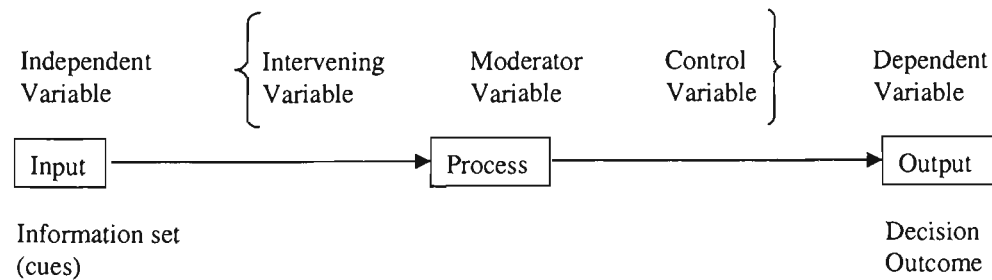 Independent
Variable
Intervening
Variable
Moderator
Variable
Control
Variable
Dependent
Variable
Input
Process
Output
Information set
(cues)
Decision
Outcome